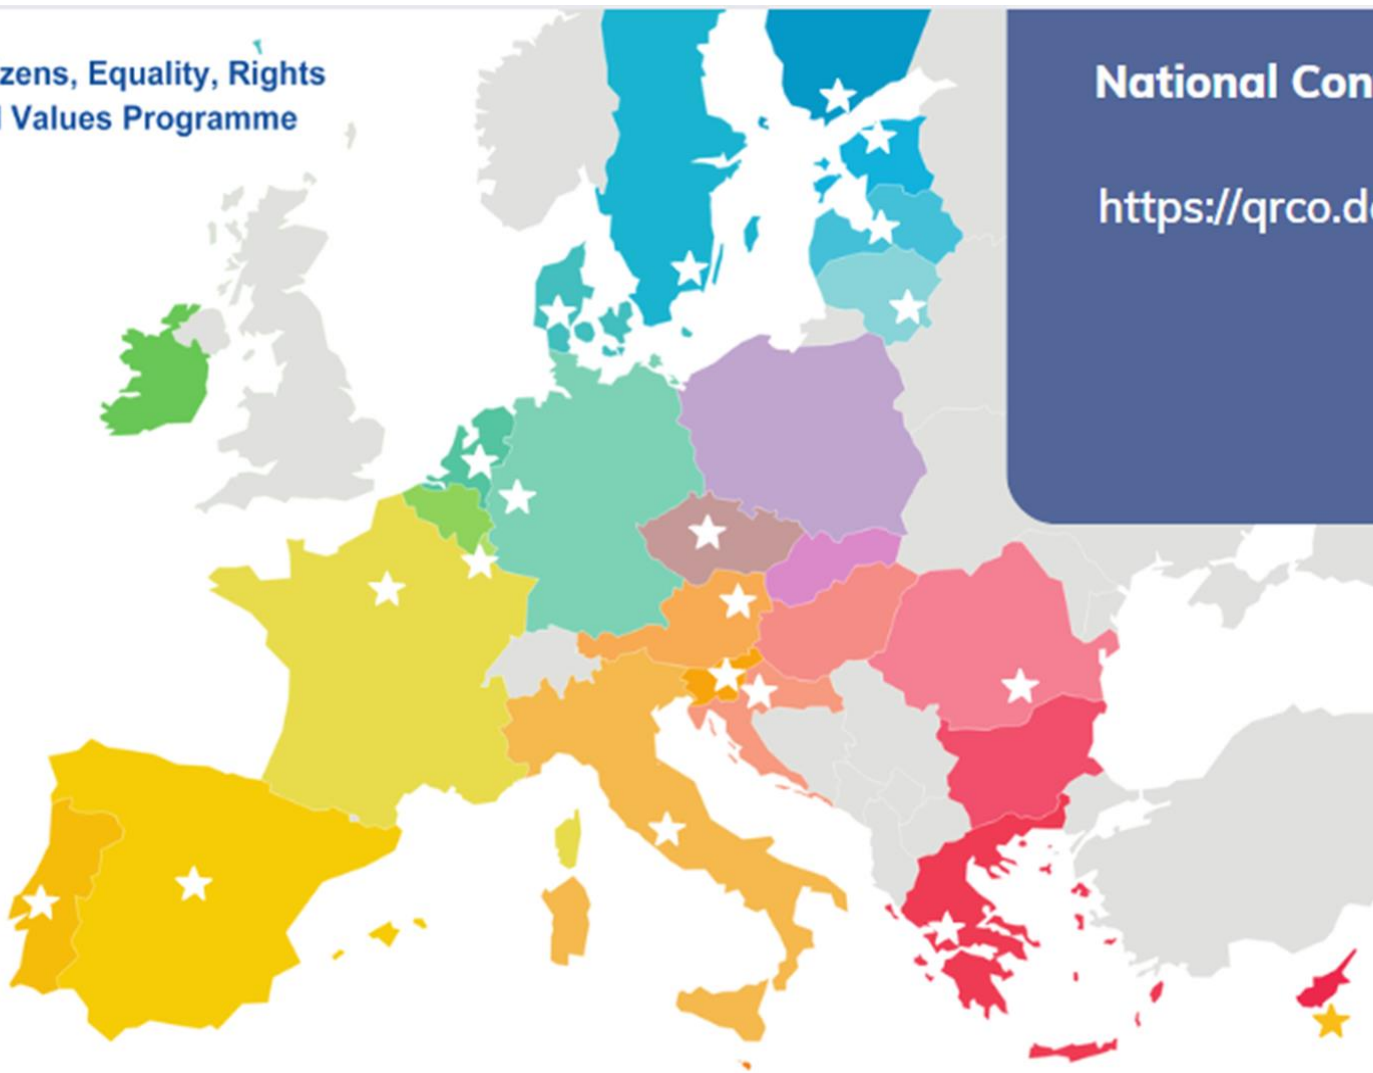 zens, Equality, Rights
Values Programme
National Con
https://qrco.d